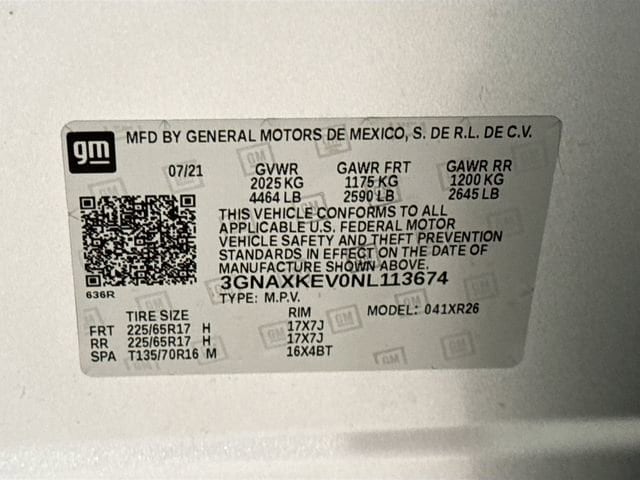 gm
MFD BY GENERAL MOTORS DE MEXICO, S. DE R.L. DE C.V.
07/21 GVWR GAWR FRT GAWR RR
2025 KG 1175 KG 1200 KG
4464 LB 2590 LB 2645 LB
THIS VEHICLE CONFORMS TO ALL
APPLICABLE U.S. FEDERAL MOTOR
VEHICLE SAFETY AND THEFT PREVENTION
STANDARDS IN EFFECT ON THE DATE OF
MANUFACTURE SHOWN ABOVE.
3GNAXKEV0NL113674
636R
TYPE: M.P.V. MODEL: 041XR26
TIRE SIZE RIM
FRT 225/65R17 H 17X7J
RR 225/65R17 H 17X7J
SPA T135/70R16 M 16X4BT